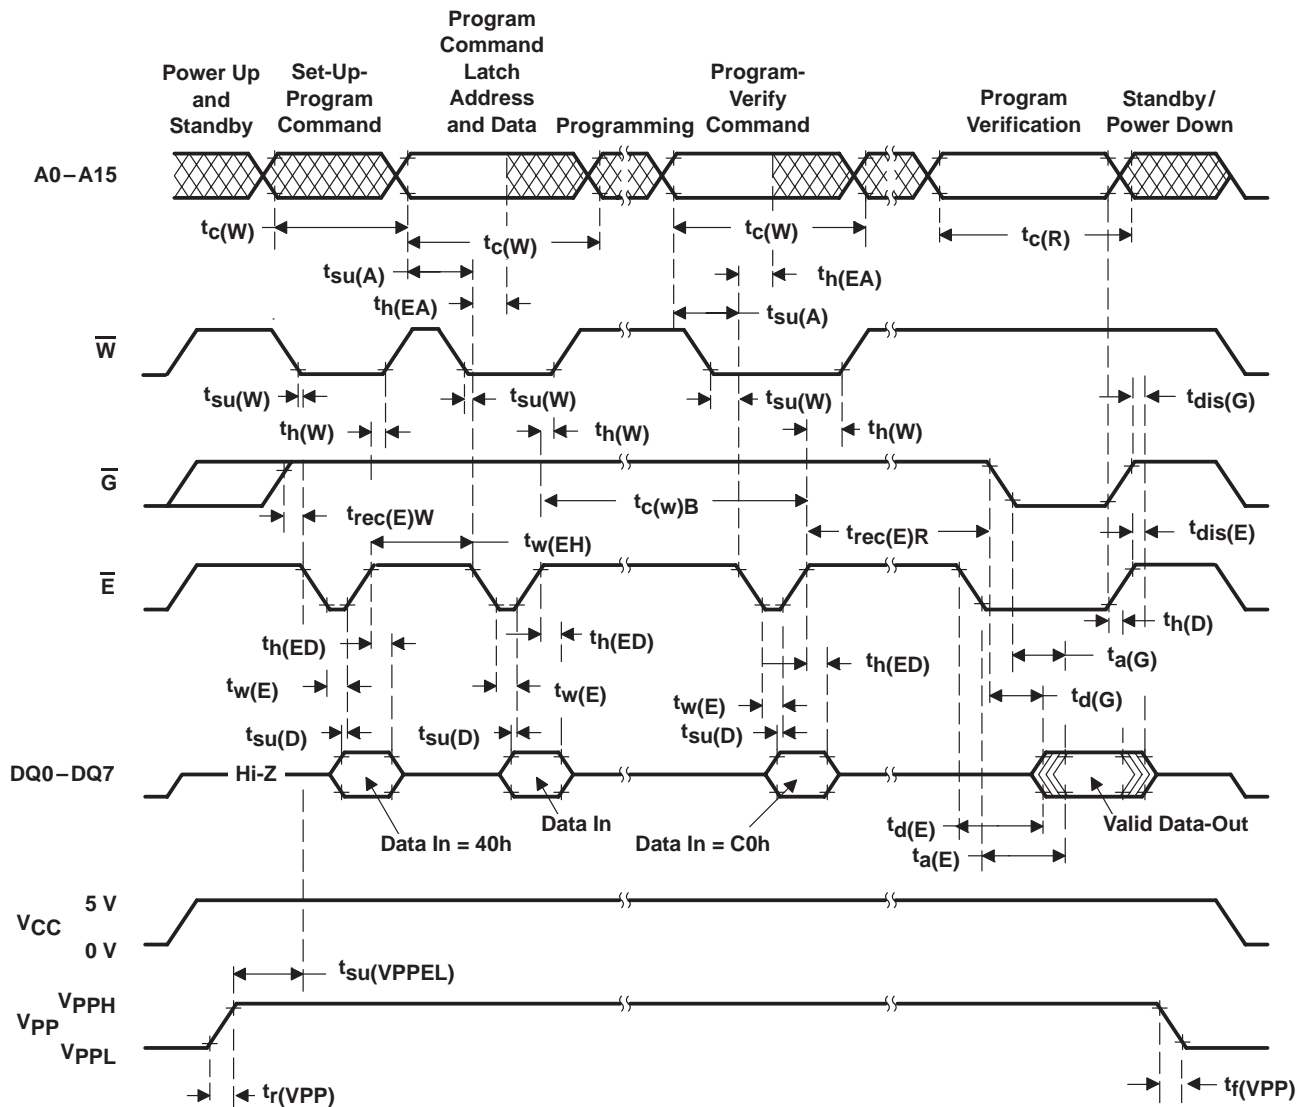 Power Up
and
Standby
Set-Up-
Program
Command
Program
Command
Latch
Address
and Data
Programming
Program-
Verify
Command
Program
Verification
Standby/
Power Down
A0–A15
tc(W)
tc(W)
tc(W)
tc(R)
tsu(A)
th(EA)
th(EA)
tsu(A)
W
tsu(W)
tsu(W)
tsu(W)
tdis(G)
th(W)
th(W)
th(W)
G
tc(w)B
trec(E)W
trec(E)R
tdis(E)
tw(EH)
E
th(ED)
th(ED)
th(ED)
th(D)
ta(G)
tw(E)
tw(E)
tw(E)
td(G)
tsu(D)
tsu(D)
tsu(D)
DQ0–DQ7
Hi-Z
Data In = 40h
Data In
Data In = C0h
Valid Data-Out
td(E)
ta(E)
5 V
VCC
0 V
tsu(VPPEL)
VPPH
VPP
VPPL
tr(VPP)
tf(VPP)